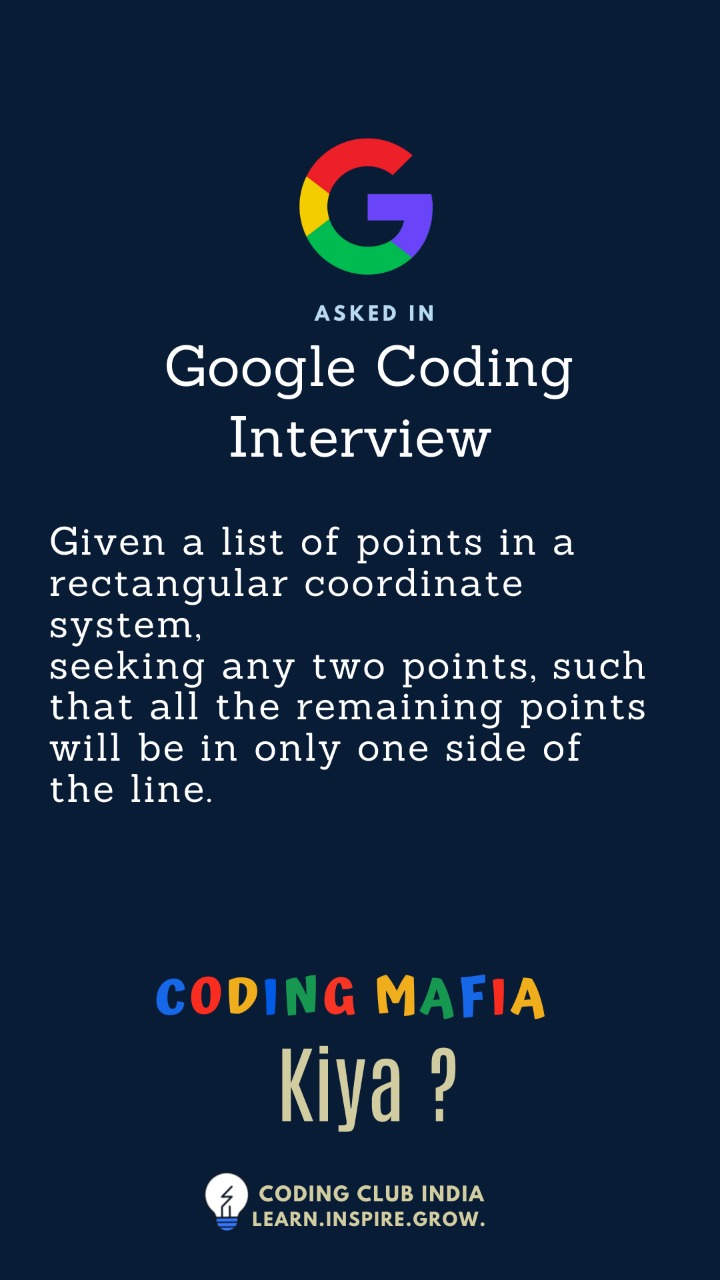 ASKED IN
Google Coding
Interview
Given a list of points in a
rectangular coordinate
system,
seeking any two points, such
that all the remaining points
will be in only one side of
the line.
CODING MAFIA
Kiya ?
CODING CLUB INDIA
LEARN.INSPIRE.GROW.